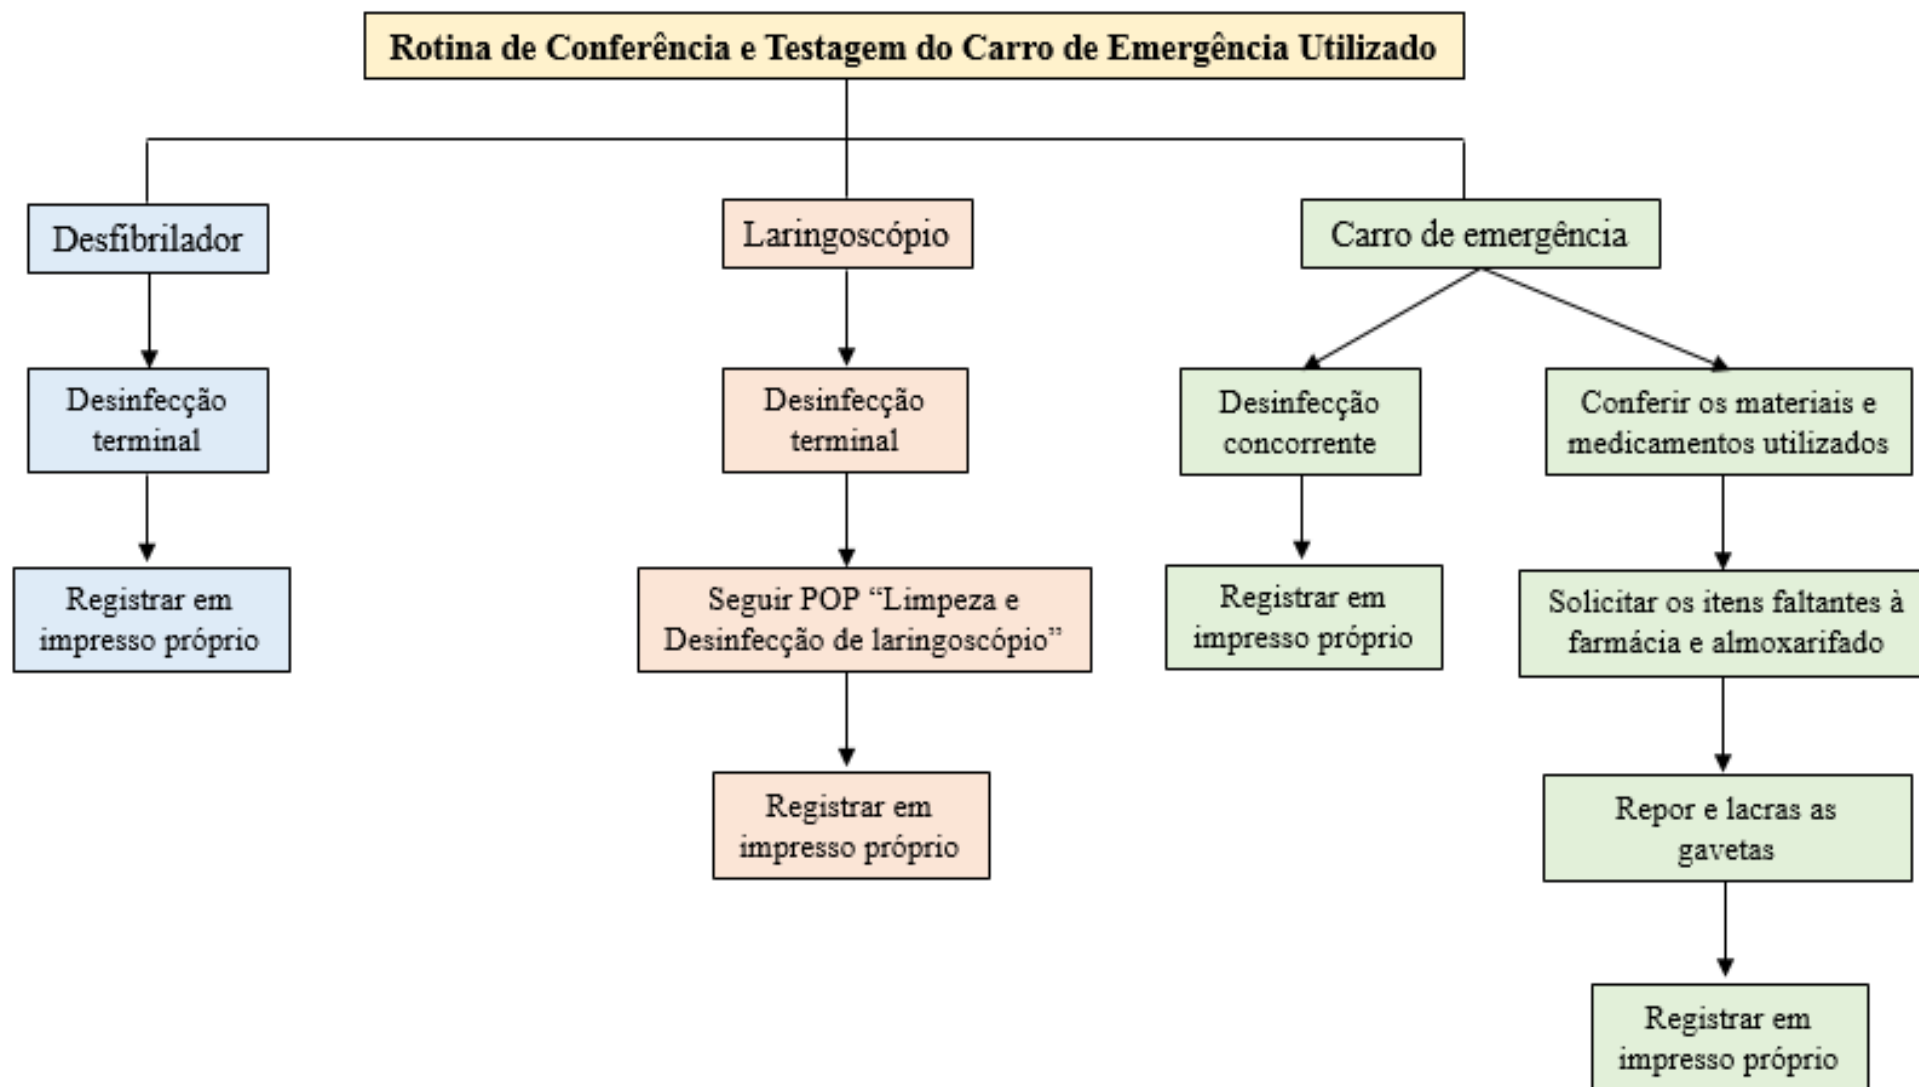 Rotina de Conferência e Testagem do Carro de Emergência Utilizado
Desfibrilador
Desinfecção
terminal
Registrar em
impresso próprio
Laringoscópio
Desinfecção
terminal
Seguir POP “Limpeza e
Desinfecção de laringoscópio”
Registrar em
impresso próprio
Carro de emergência
Desinfecção
concorrente
Registrar em
impresso próprio
Conferir os materiais e
medicamentos utilizados
Solicitar os itens faltantes à
farmácia e almoxarifado
Repor e lacras as
gavetas
Registrar em
impresso próprio